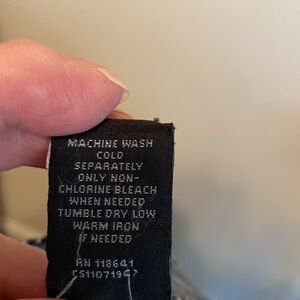 MACHINE WASH
COLD
SEPARATELY
ONLY NON-
CHLORINE BLEACH
WHEN NEEDED
TUMBLE DRY LOW
WARM IRON
IF NEEDED
RN 118641